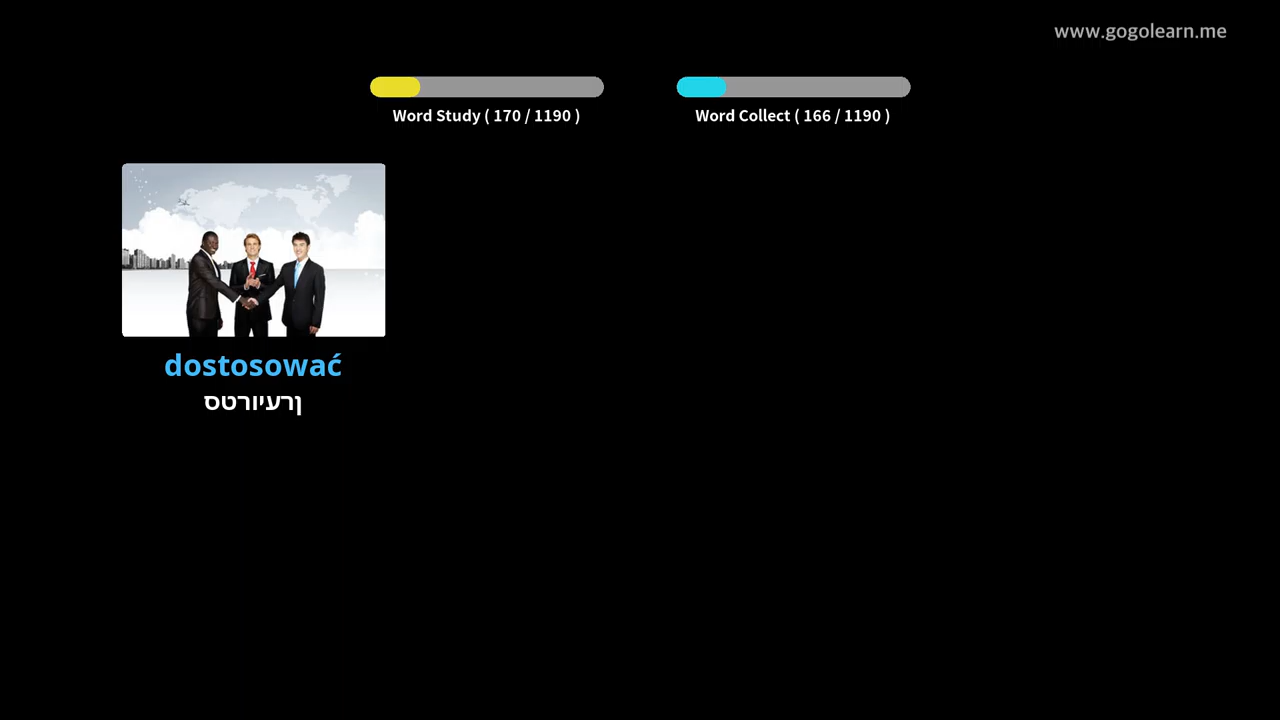 www.gogolearn.me
Word Study ( 170 / 1190 )
Word Collect ( 166 / 1190 )
dostosować
ןרעיורטס